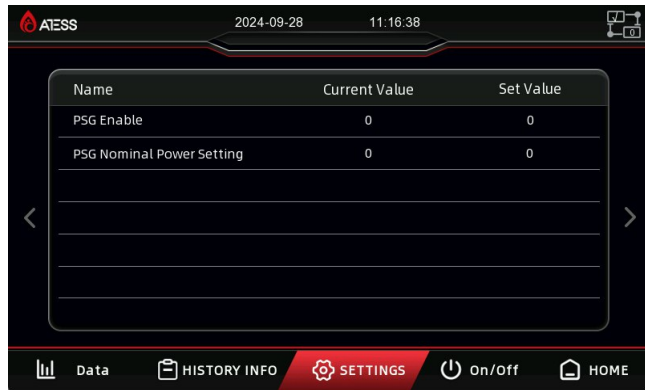 ATESS 2024-09-28 11:16:38
0
Name Current Value Set Value
PSG Enable 0 0
PSG Nominal Power Setting 0 0
Data HISTORY INFO SETTINGS On/Off HOME